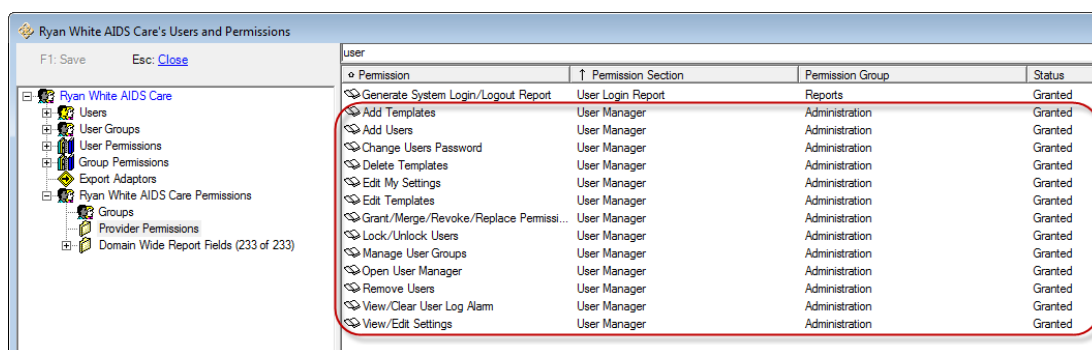 Ryan White AIDS Care's Users and Permissions
F1: Save Esc: Close
Ryan White AIDS Care
Users
User Groups
User Permissions
Group Permissions
Export Adaptors
Ryan White AIDS Care Permissions
Groups
Provider Permissions
Domain Wide Report Fields (233 of 233)
user
Permission Permission Section Permission Group Status
Generate System Login/Logout Report User Login Report Reports Granted
Add Templates User Manager Administration Granted
Add Users User Manager Administration Granted
Change Users Password User Manager Administration Granted
Delete Templates User Manager Administration Granted
Edit My Settings User Manager Administration Granted
Edit Templates User Manager Administration Granted
Grant/Merge/Revoke/Replace Permissi... User Manager Administration Granted
Lock/Unlock Users User Manager Administration Granted
Manage User Groups User Manager Administration Granted
Open User Manager User Manager Administration Granted
Remove Users User Manager Administration Granted
View/Clear User Log Alarm User Manager Administration Granted
View/Edit Settings User Manager Administration Granted